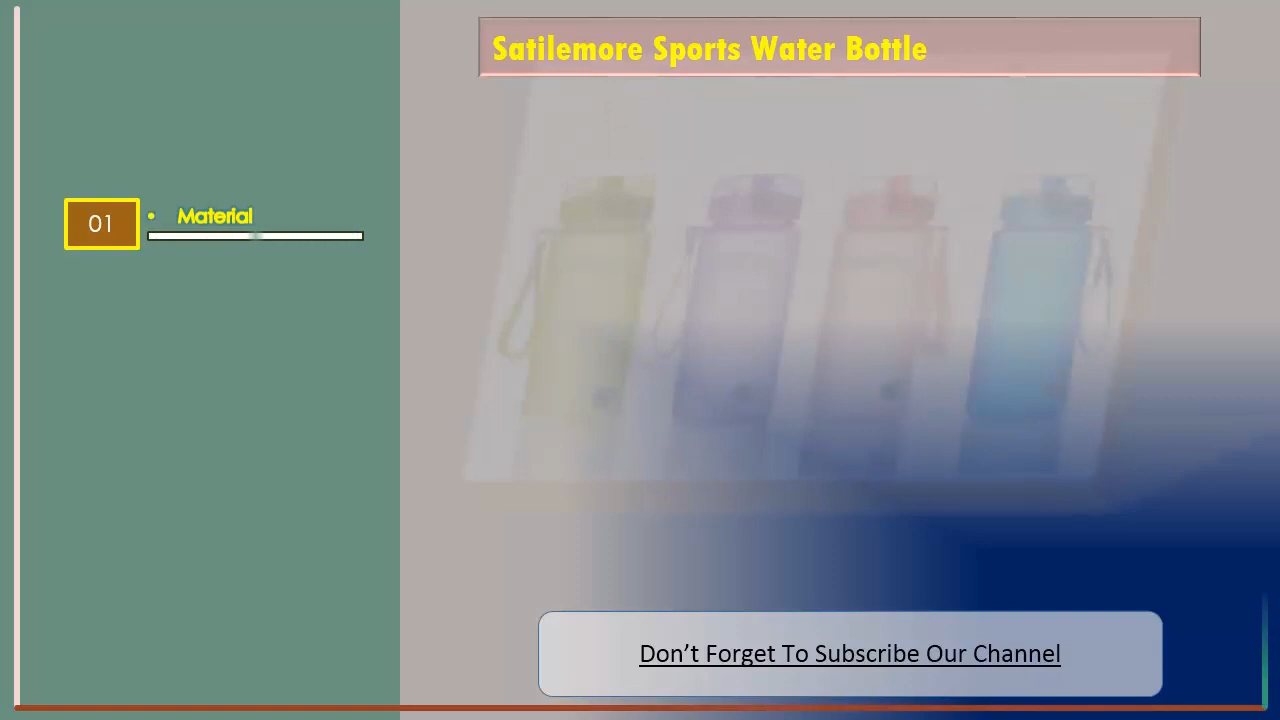 Satilemore Sports Water Bottle
01
• Material
Don’t Forget To Subscribe Our Channel